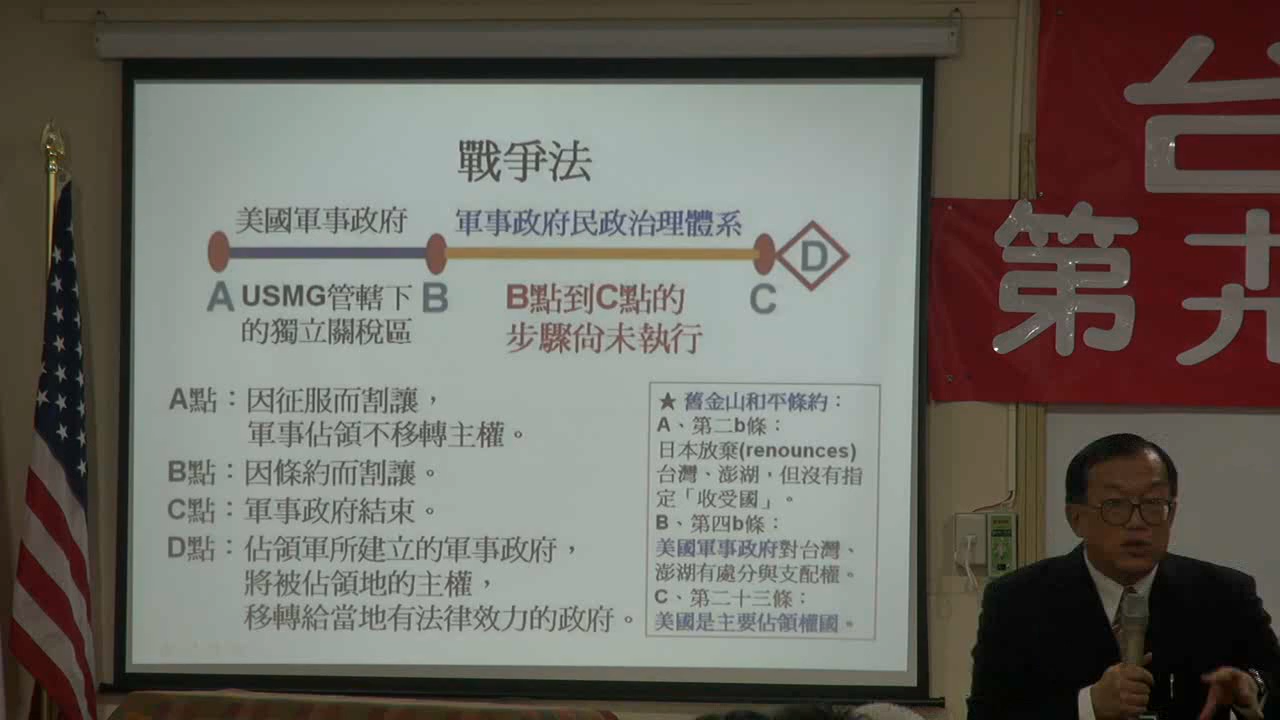 戰爭法
美國軍事政府
軍事政府民政治理體系
A
B
C
D
USMG管轄下
的獨立關稅區
B點到C點的
步驟尚未執行
A點：因征服而割讓，
軍事佔領不移轉主權。
B點：因條約而割讓。
C點：軍事政府結束。
D點：佔領軍所建立的軍事政府，
將被佔領地的主權，
移轉給當地有法律效力的政府。
★ 舊金山和平條約：
A、第二b條：
日本放棄(renounces)
台灣、澎湖，但沒有指
定「收受國」。
B、第四b條：
美國軍事政府對台灣、
澎湖有處分與支配權。
C、第二十三條：
美國是主要佔領權國。
台
第